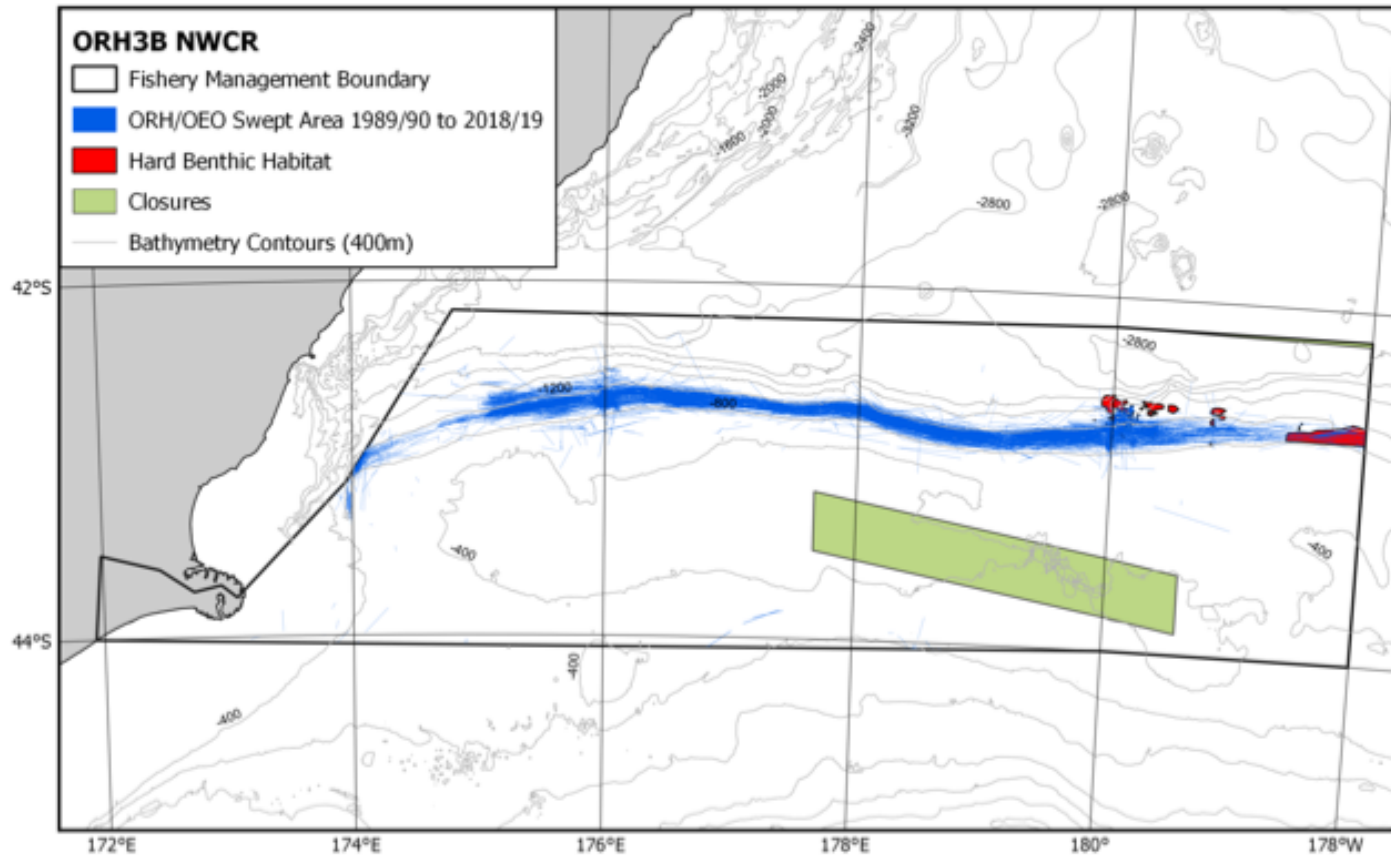 ORH3B NWCR
Fishery Management Boundary
ORH/OEO Swept Area 1989/90 to 2018/19
Hard Benthic Habitat
Closures
Bathymetry Contours (400m)
-2400
-2000
-2000
-1600
-3200
-2800
-2800
42°S
-2800
-1200
-800
-400
-400
44°S
-400
-400
172°E
174°E
176°E
178°E
180°
178°W